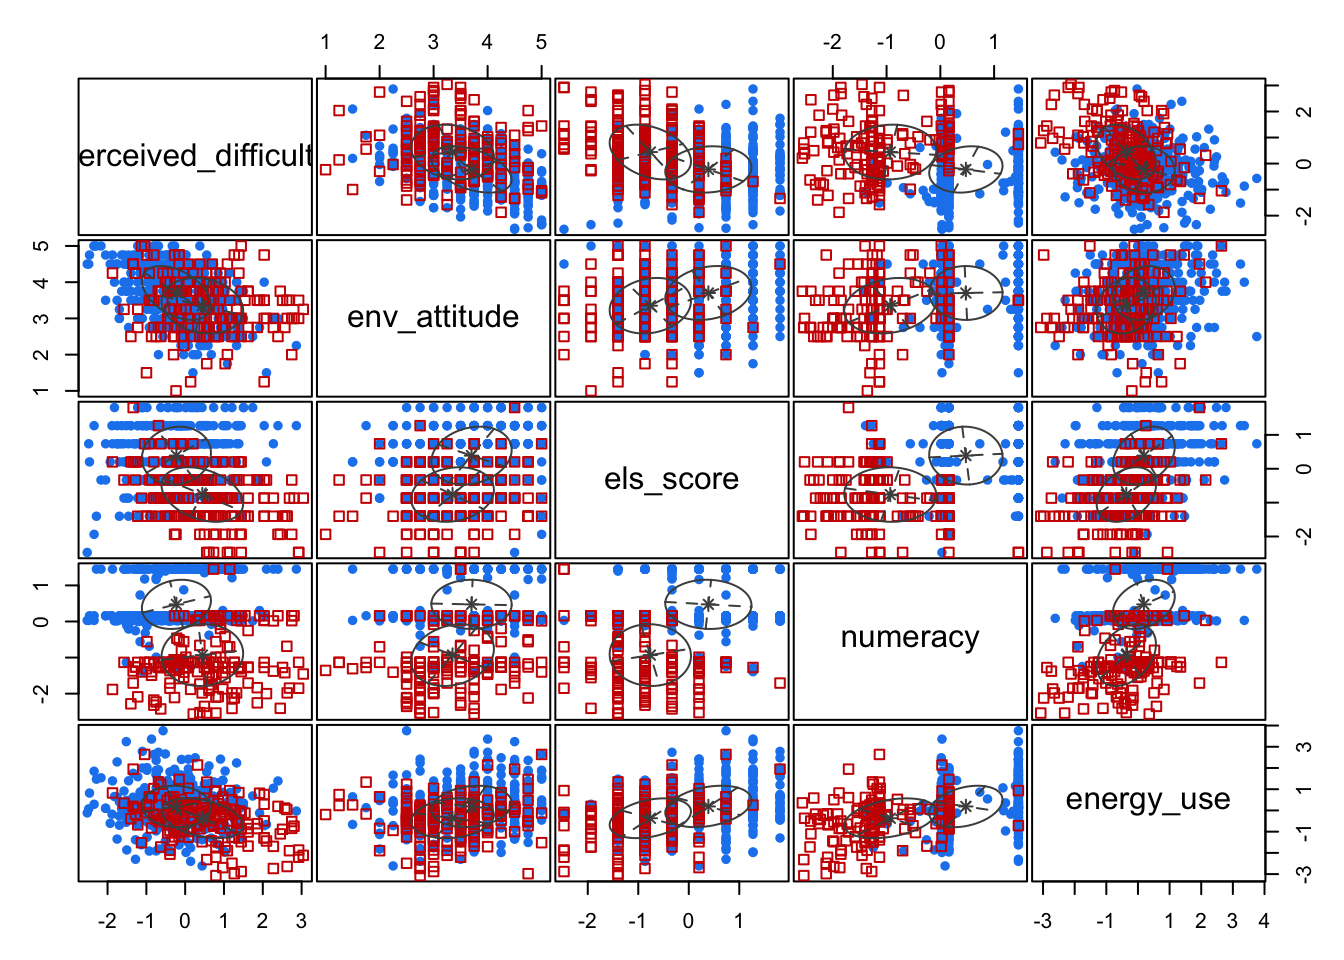 1 2 3 4 5 -2 -1 0 1
erceived_difficult
2
0
-2
5
4
3
2
1
env_attitude
els_score
1
0
-2
1
0
-2
numeracy
energy_use
3
1
-1
-3
-2 -1 0 1 2 3 -2 -1 0 1 -3 -1 1 2 3 4